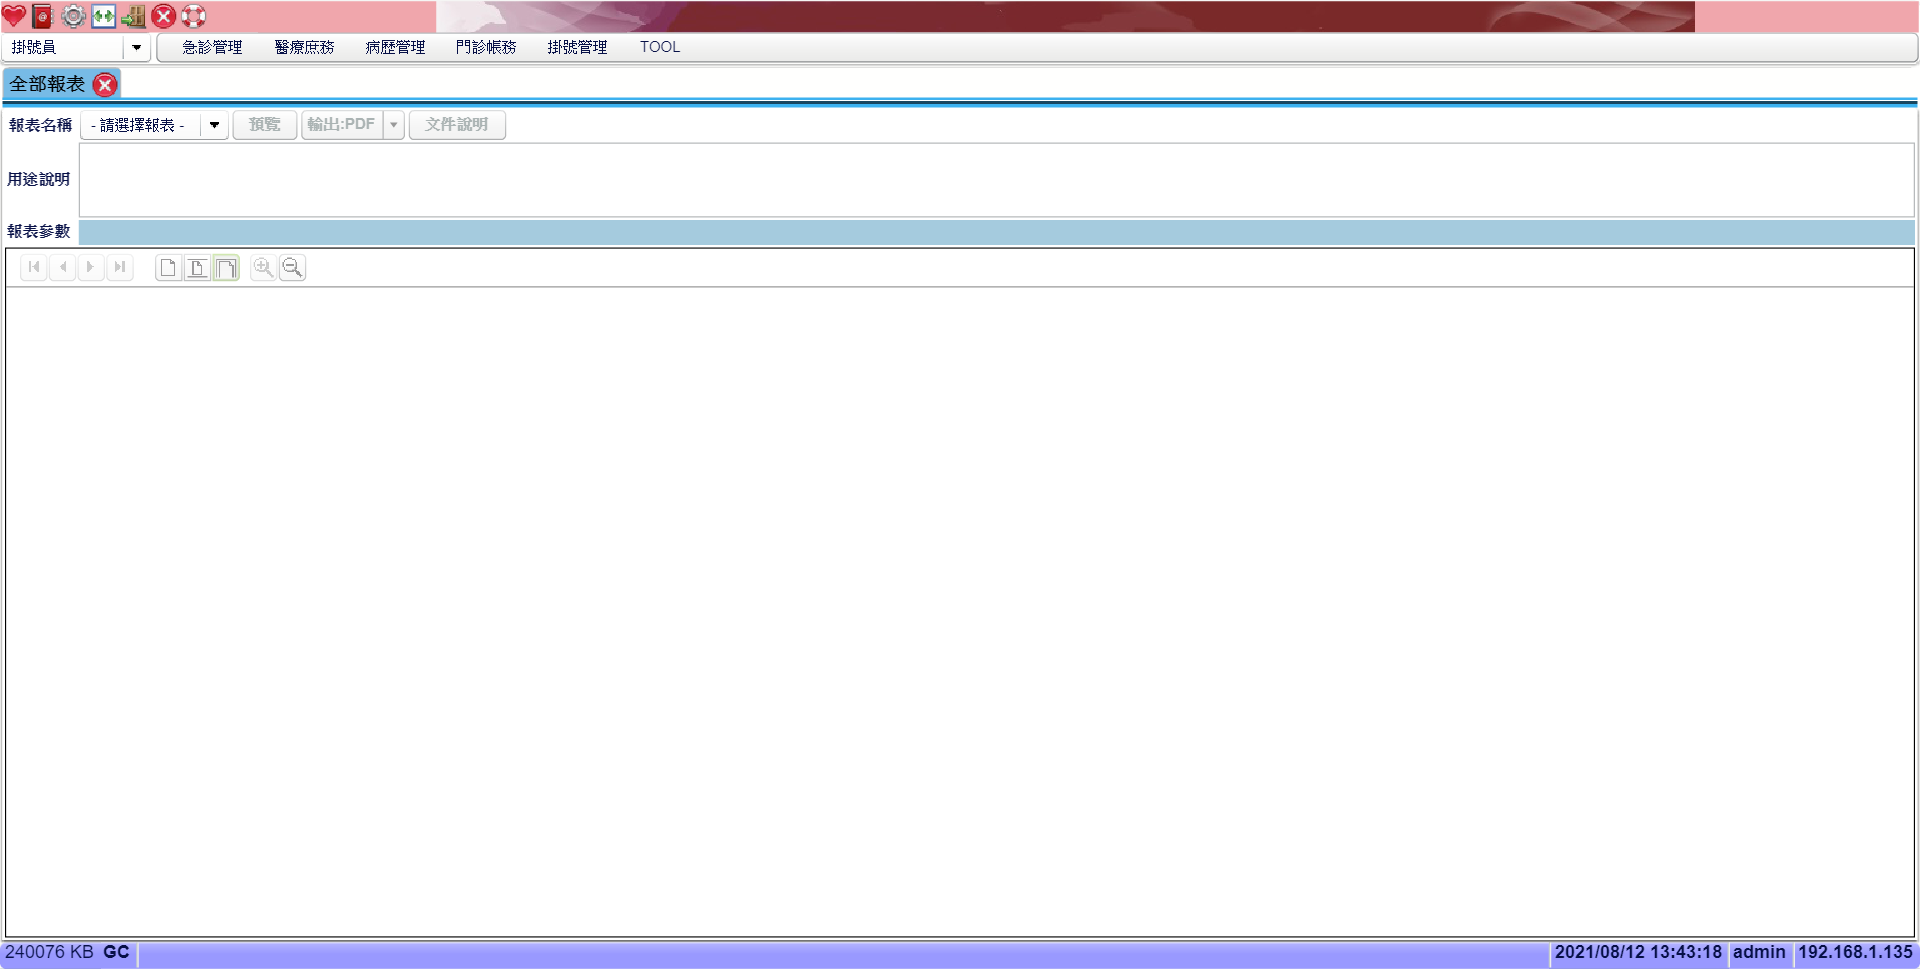 掛號員 急診管理 醫療庶務 病歷管理 門診帳務 掛號管理 TOOL
全部報表
報表名稱 - 請選擇報表 - 預覽 輸出:PDF 文件說明
用途說明
報表參數
240076 KB GC 2021/08/12 13:43:18 admin 192.168.1.135